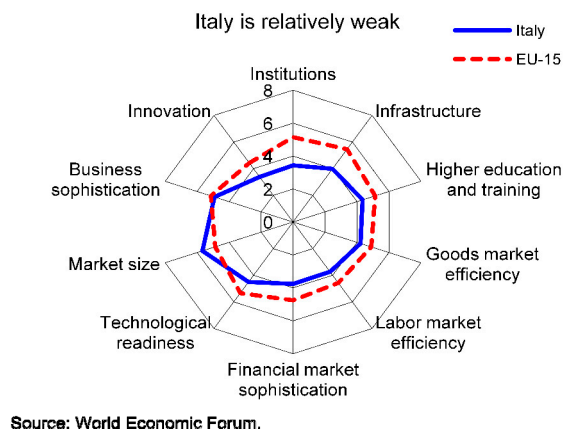 Italy is relatively weak
Italy
EU-15
Institutions
8
6
4
2
0
Infrastructure
Higher education
and training
Goods market
efficiency
Labor market
efficiency
Financial market
sophistication
Technological
readiness
Market size
Business
sophistication
Innovation
Source: World Economic Forum.